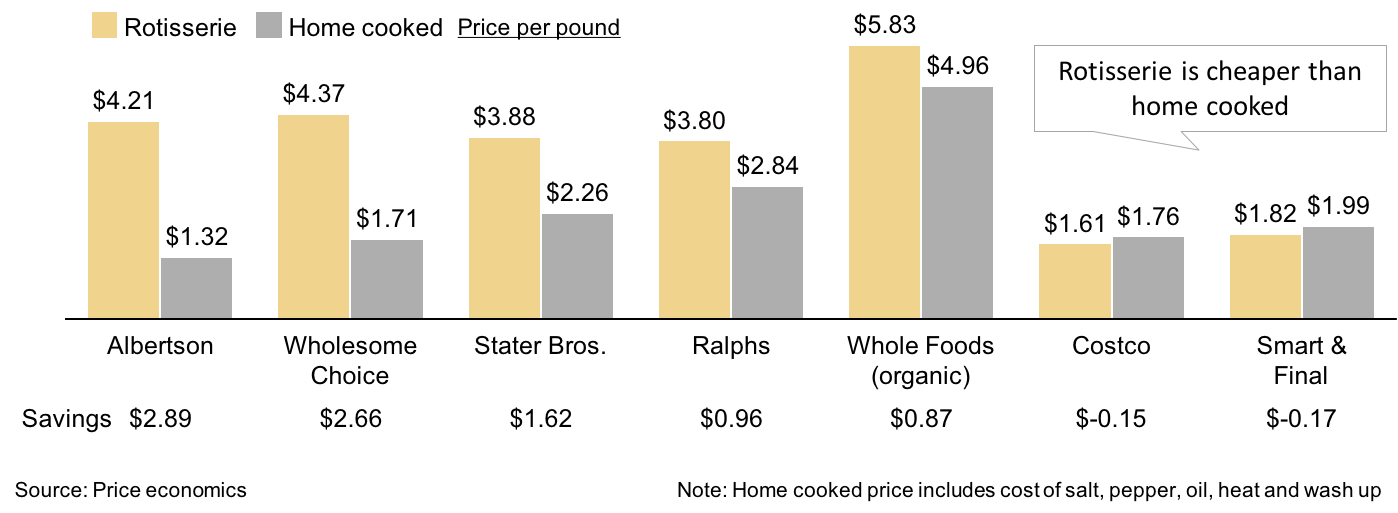 Rotisserie Home cooked Price per pound
Rotisserie is cheaper than
home cooked
$4.21 $1.32 $4.37 $1.71 $3.88 $2.26 $3.80 $2.84 $5.83 $4.96 $1.61 $1.76 $1.82 $1.99
Albertson Wholesome Stater Bros. Ralphs Whole Foods Costco Smart &
Choice (organic) Final
Savings $2.89 $2.66 $1.62 $0.96 $0.87 $-0.15 $-0.17
Source: Price economics Note: Home cooked price includes cost of salt, pepper, oil, heat and wash up